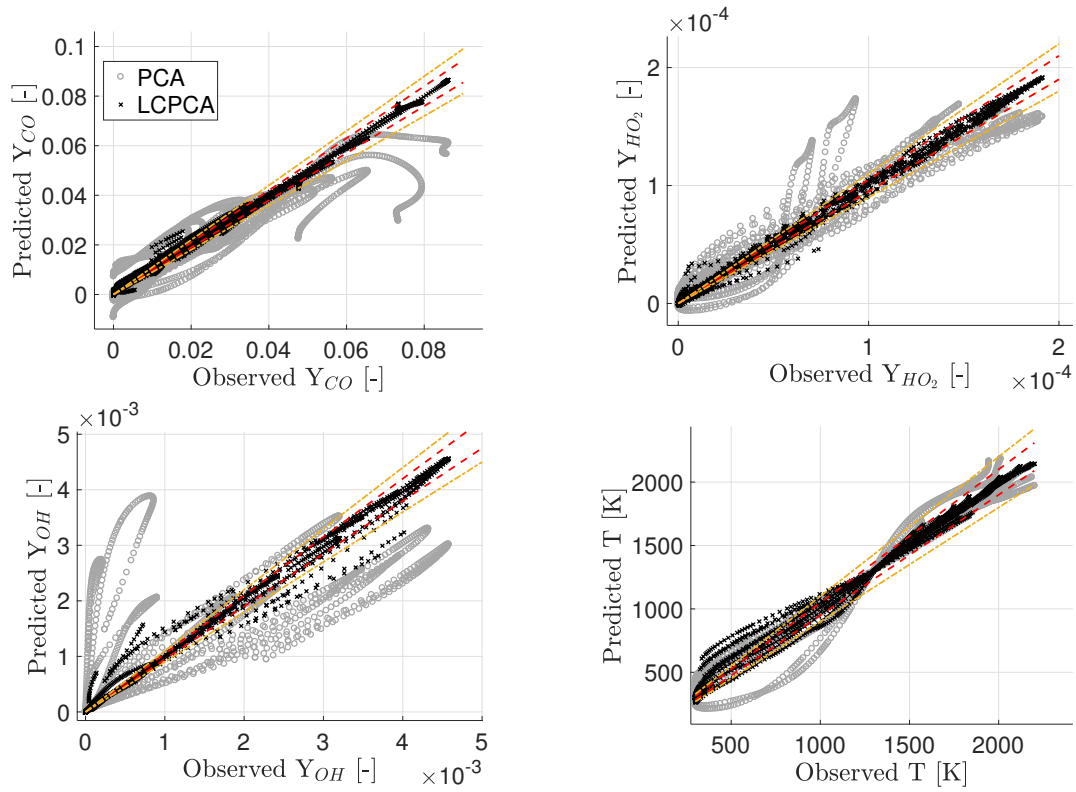 0.1
0.08
0.06
0.04
0.02
0
Predicted Y_CO [-]
PCA
LCPCA
0 0.02 0.04 0.06 0.08
Observed Y_CO [-]
×10^-4
2
1
0
Predicted Y_HO_2 [-]
0 1 2
Observed Y_HO_2 [-]
×10^-4
×10^-3
5
4
3
2
1
0
Predicted Y_OH [-]
0 1 2 3 4 5
Observed Y_OH [-]
×10^-3
2000
1500
1000
500
Predicted T [K]
500 1000 1500 2000
Observed T [K]